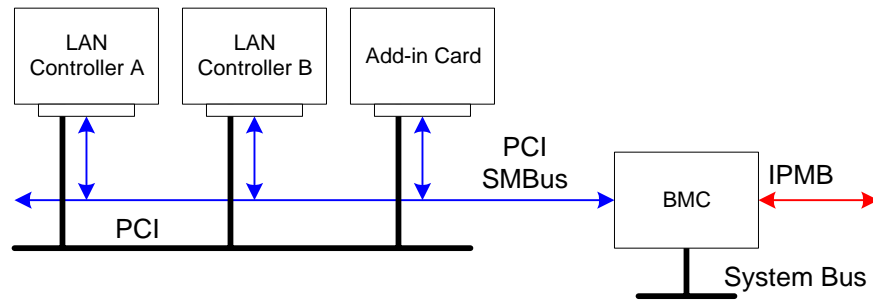 LAN
Controller A
LAN
Controller B
Add-in Card
PCI
SMBus
BMC
IPMB
PCI
System Bus